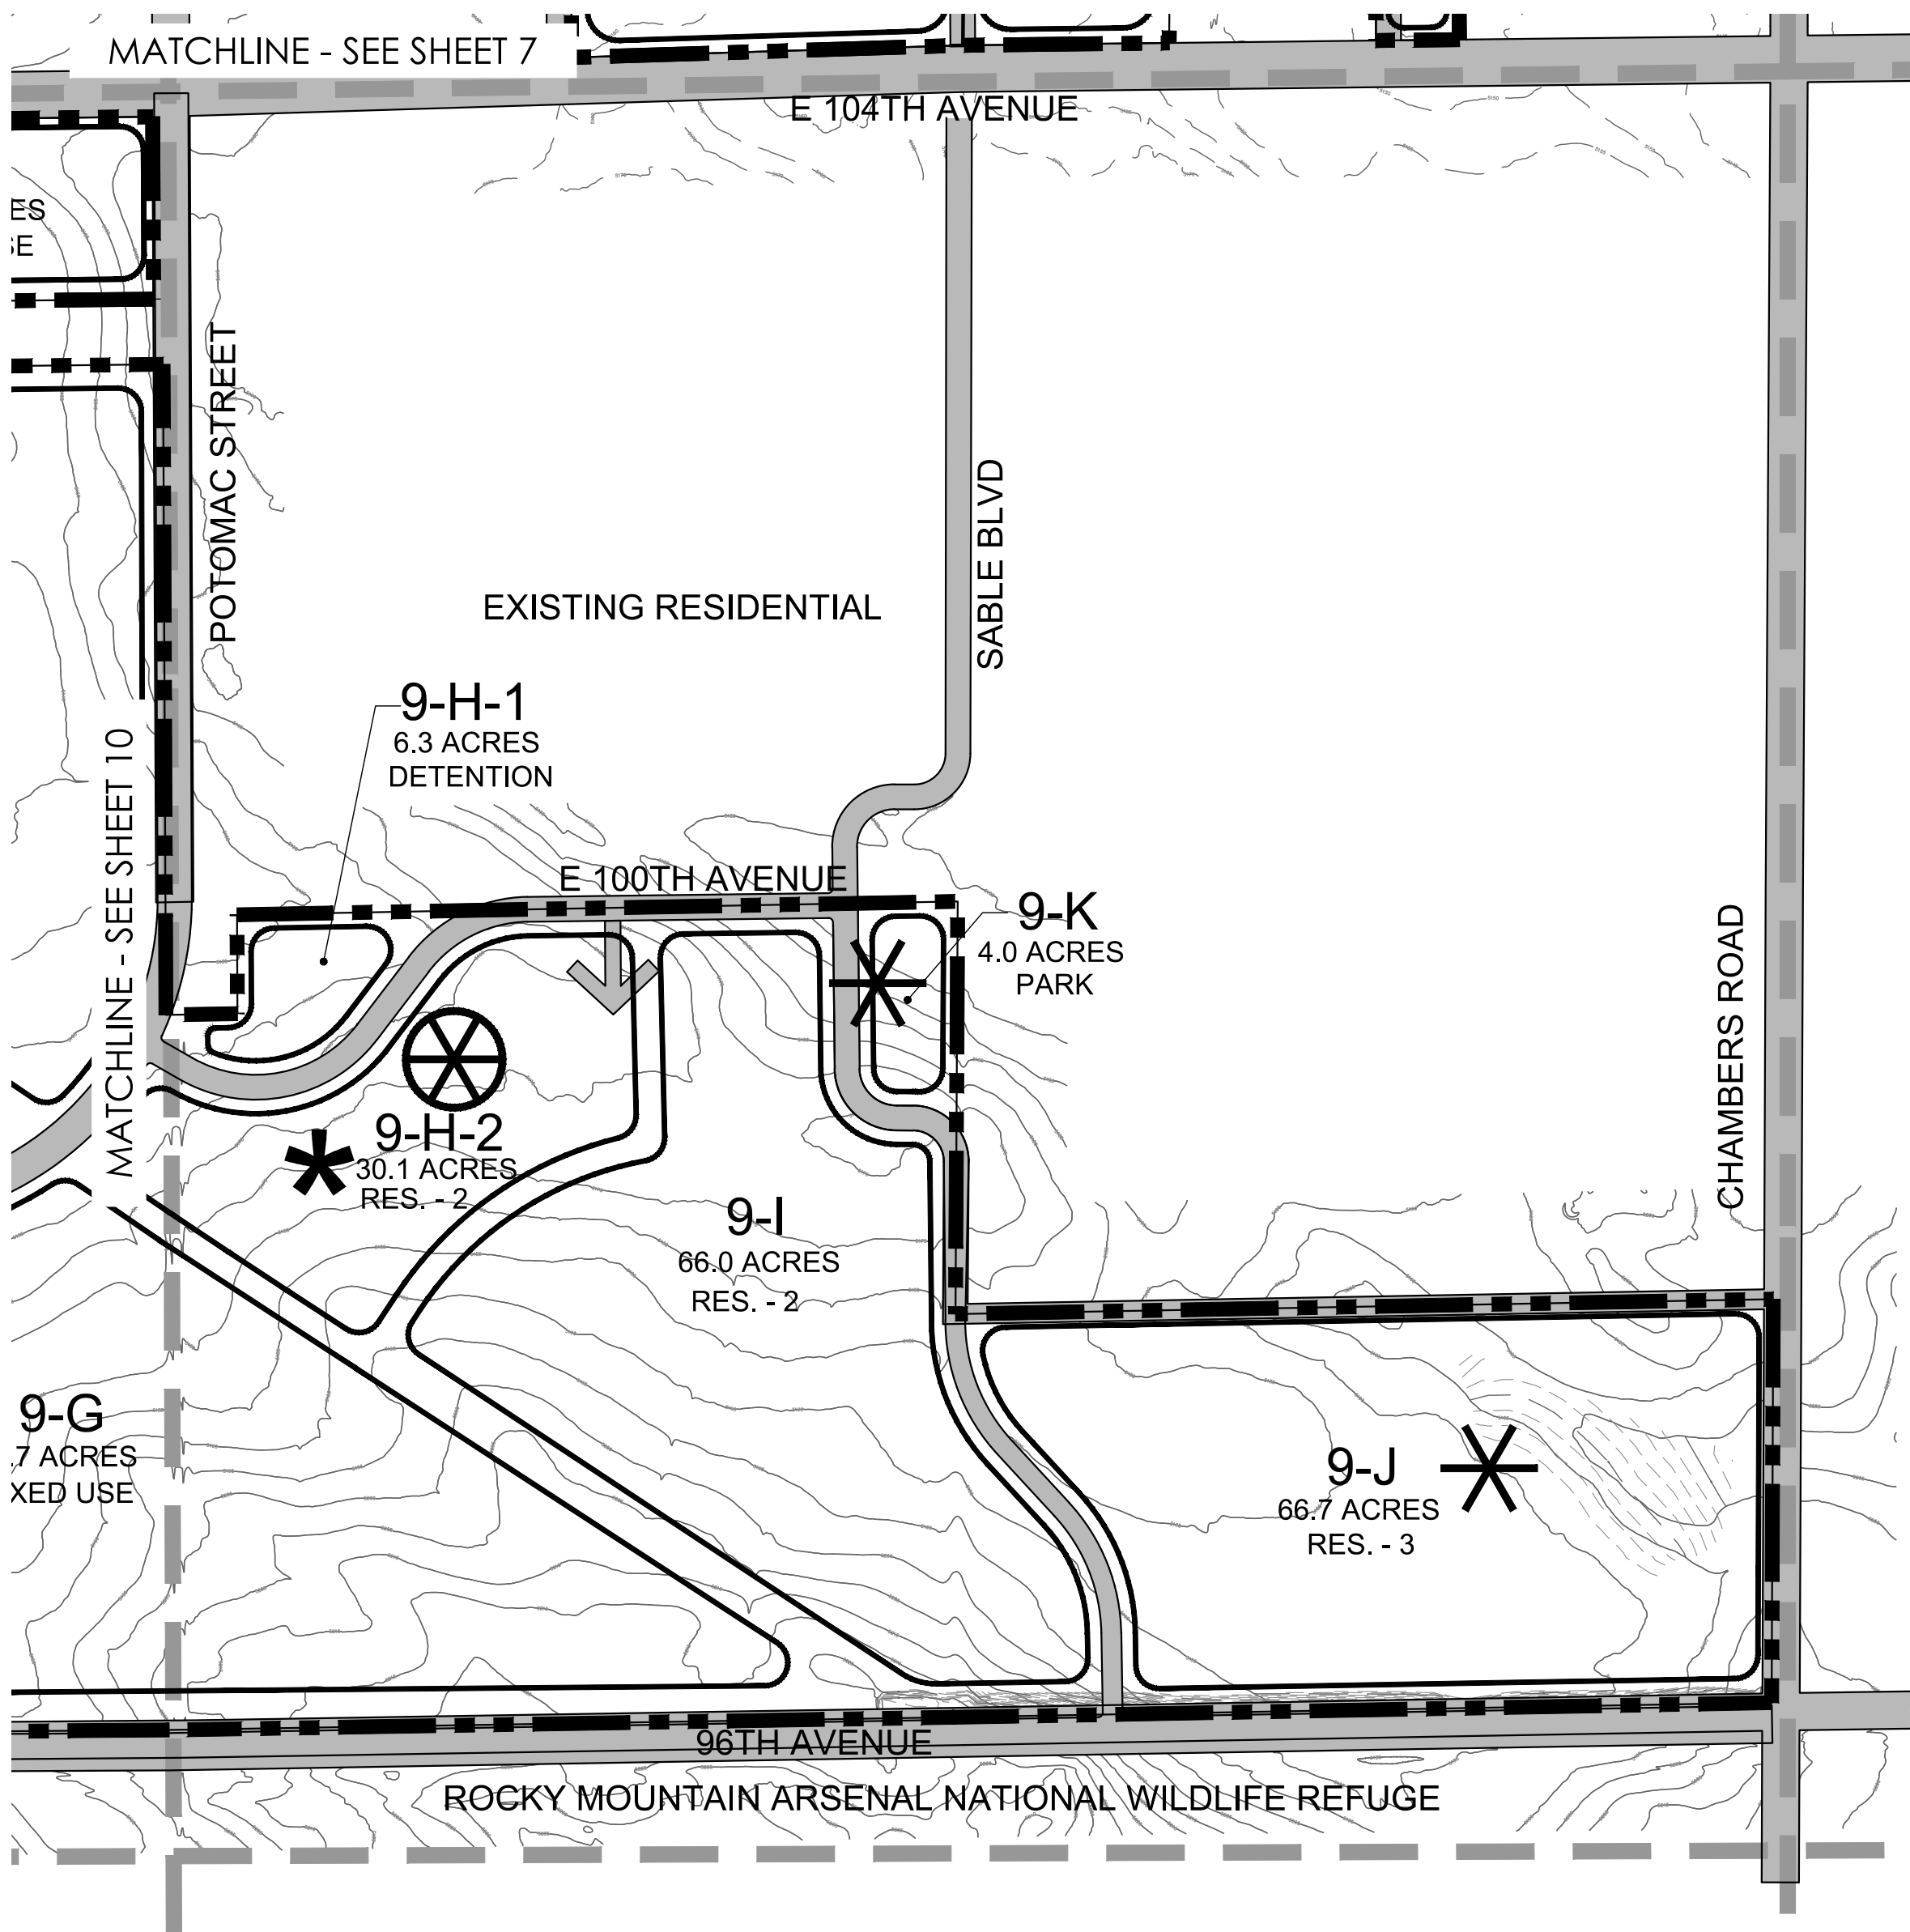 MATCHLINE - SEE SHEET 7
E 104TH AVENUE
ES
POTOMAC STREET
SABLE BLVD
EXISTING RESIDENTIAL
9-H-1
6.3 ACRES
DETENTION
MATCHLINE - SEE SHEET 10
E 100TH AVENUE
9-K
4.0 ACRES
PARK
CHAMBERS ROAD
9-H-2
30.1 ACRES
RES. - 2
9-I
66.0 ACRES
RES. - 2
9-G
.7 ACRES
XED USE
9-J
66.7 ACRES
RES. - 3
96TH AVENUE
ROCKY MOUNTAIN ARSENAL NATIONAL WILDLIFE REFUGE